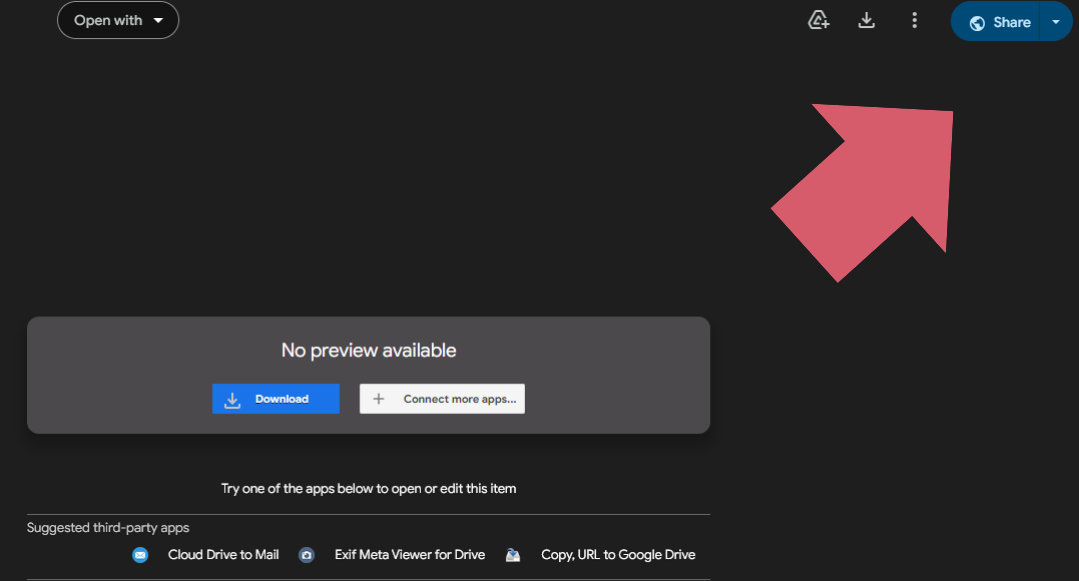 Open with
Share
No preview available
Download
Connect more apps...
Try one of the apps below to open or edit this item
Suggested third-party apps
Cloud Drive to Mail
Exif Meta Viewer for Drive
Copy, URL to Google Drive